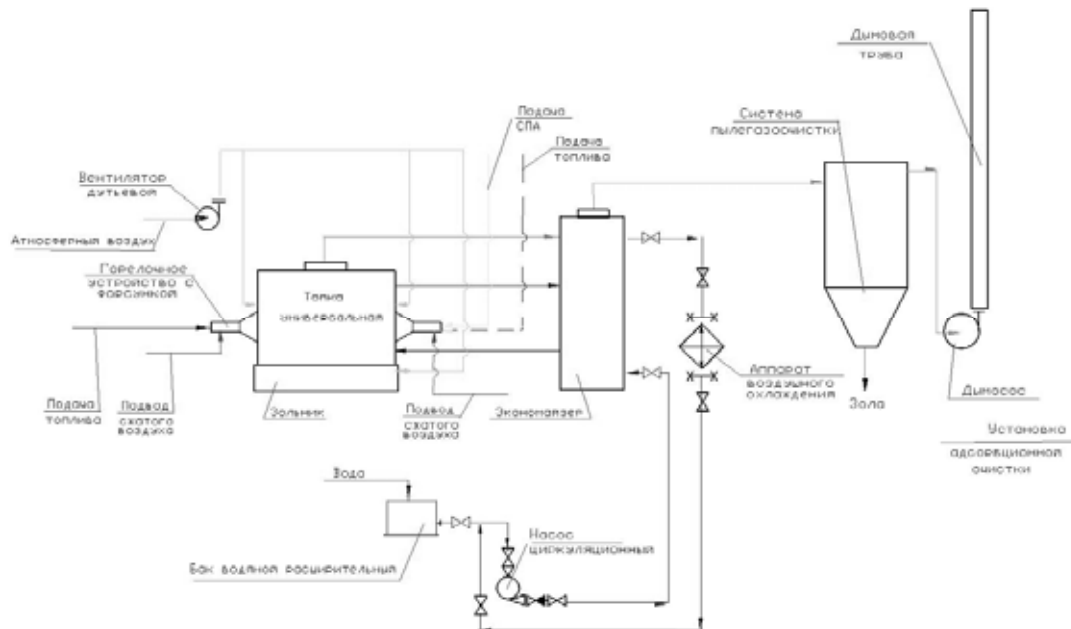 Дымовая
труба
Подача
СПА
Подача
топлива
Система
пылегазоочистки
Вентилятор
дутьевой
Атмосферный воздух
Горелочное
устройство с
форсункой
Топка
универсальная
Подача
топлива
Подвод
сжатого
воздуха
Зольник
Подвод
сжатого
воздуха
Экономайзер
Аппарат
воздушного
охлаждения
Зола
Дымосос
Установка
адсорбционной
очистки
Вода
Насос
циркуляционный
Бак водяной расширительный